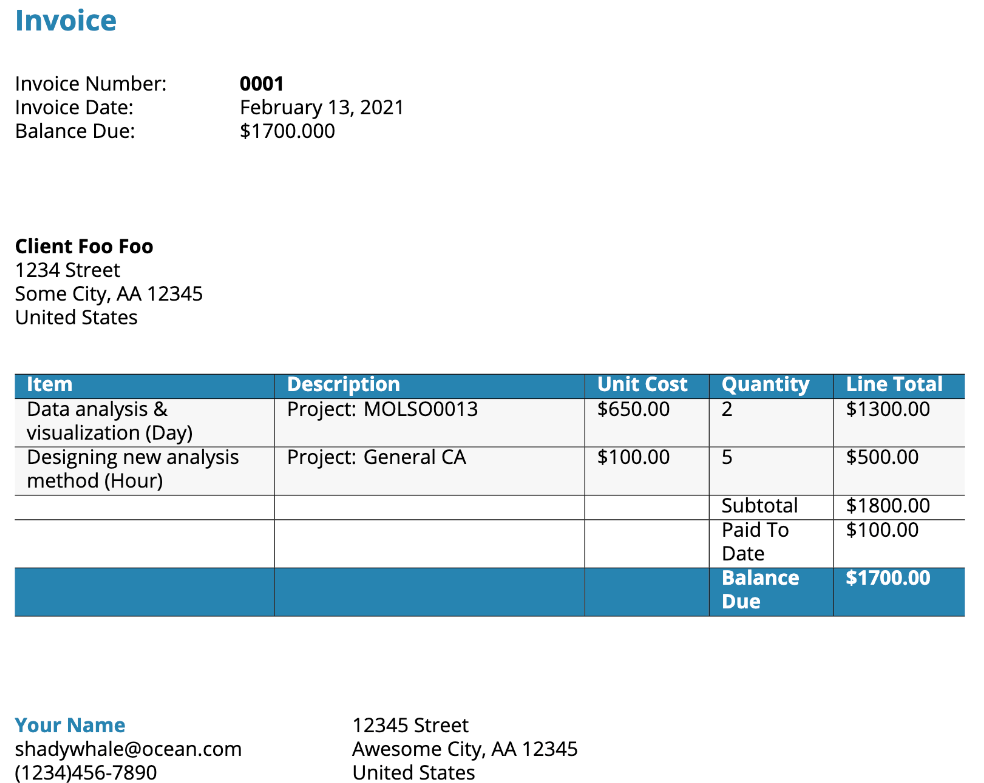 Invoice
Invoice Number: 0001
Invoice Date: February 13, 2021
Balance Due: $1700.000
Client Foo Foo
1234 Street
Some City, AA 12345
United States
Item Description Unit Cost Quantity Line Total
Data analysis & Project: MOLSO0013 $650.00 2 $1300.00
visualization (Day)
Designing new analysis Project: General CA $100.00 5 $500.00
method (Hour)
Subtotal $1800.00
Paid To $100.00
Date
Balance $1700.00
Due
Your Name 12345 Street
shadywhale@ocean.com Awesome City, AA 12345
(1234)456-7890 United States